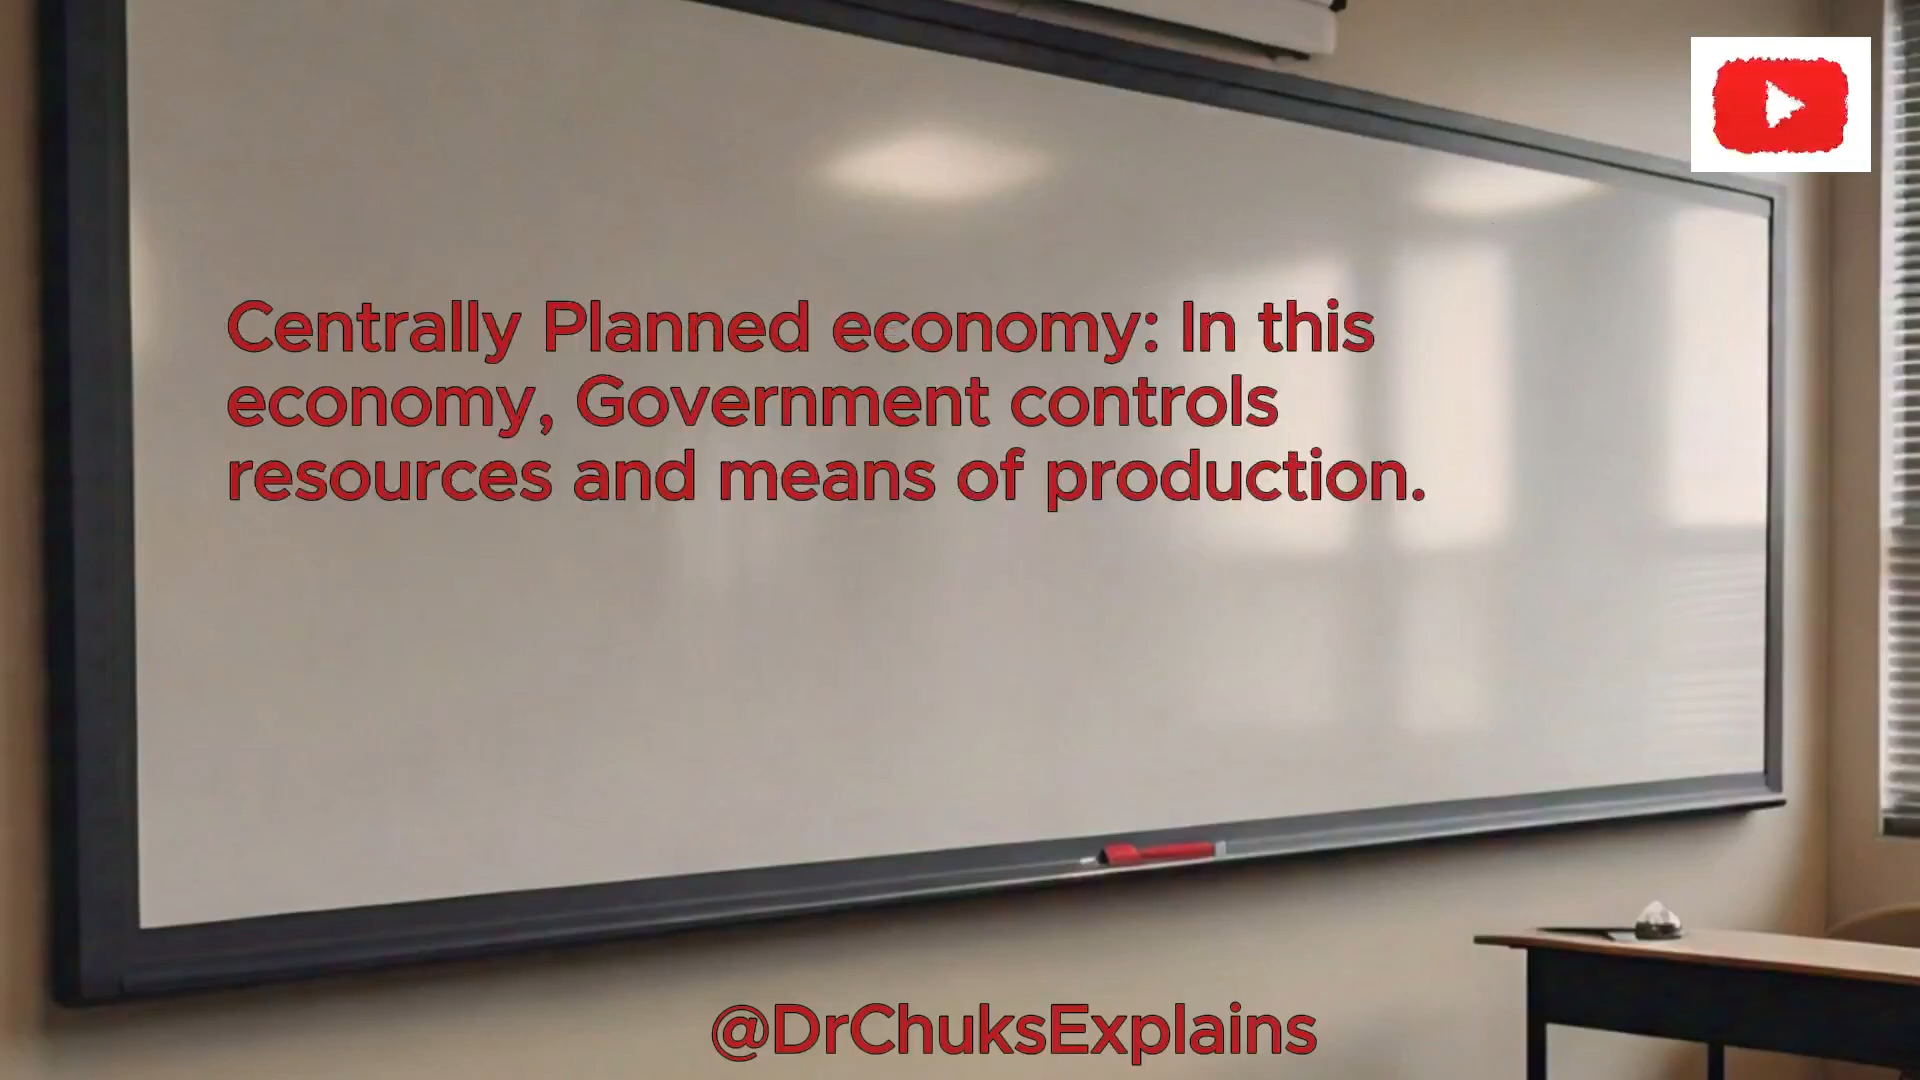 Centrally Planned economy: In this
economy, Government controls
resources and means of production.
@DrChuksExplains